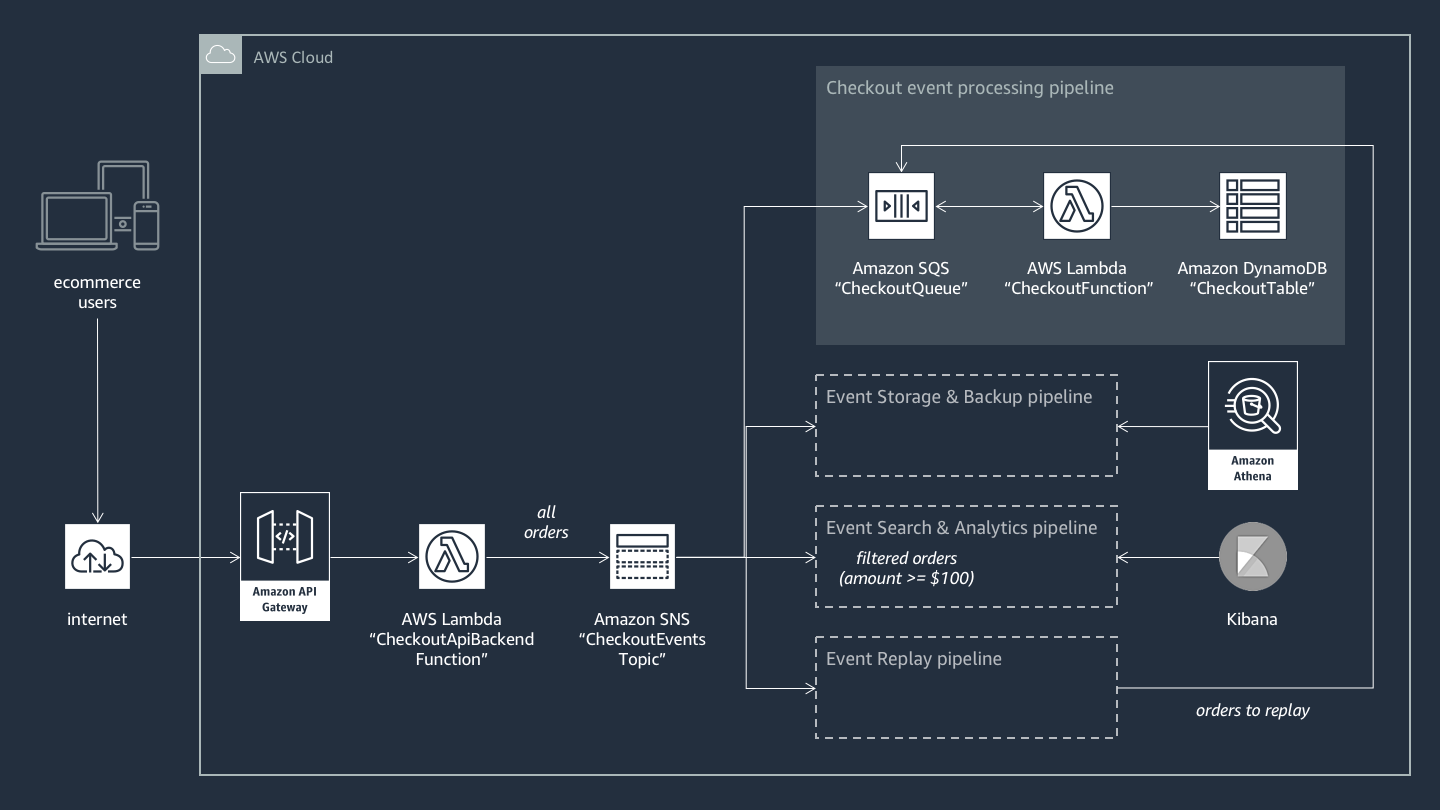 AWS Cloud
Checkout event processing pipeline
ecommerce
users
Amazon SQS
“CheckoutQueue”
AWS Lambda
“CheckoutFunction”
Amazon DynamoDB
“CheckoutTable”
Event Storage & Backup pipeline
Amazon
Athena
Event Search & Analytics pipeline
filtered orders
(amount >= $100)
Kibana
all
orders
internet
Amazon API
Gateway
AWS Lambda
“CheckoutApiBackend
Function”
Amazon SNS
“CheckoutEvents
Topic”
Event Replay pipeline
orders to replay